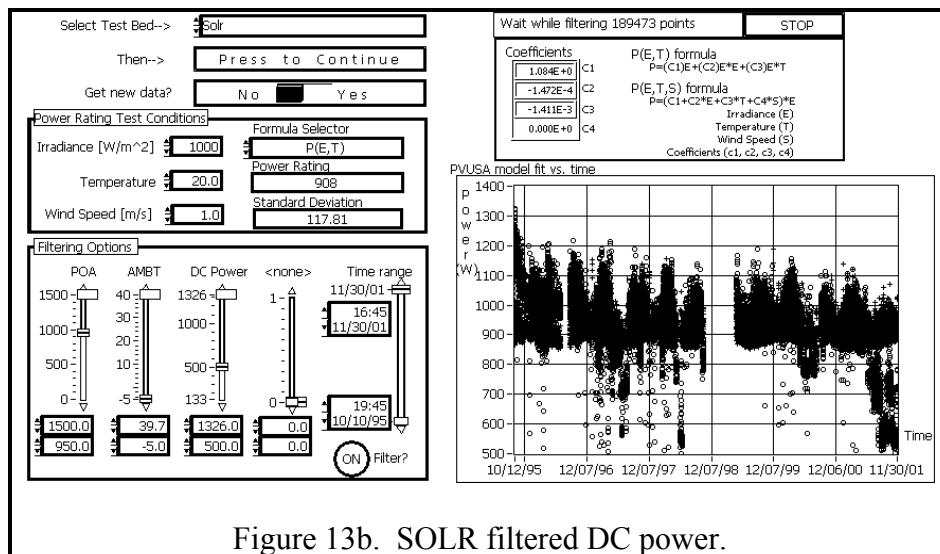 Select Test Bed--> Solr
Then--> Press to Continue
Get new data? No Yes
Power Rating Test Conditions
Irradiance [W/m^2] 1000
Temperature 20.0
Wind Speed [m/s] 1.0
Formula Selector
P(E,T)
Power Rating
908
Standard Deviation
117.81
Filtering Options
POA AMBT DC Power <none> Time range
1500 40 1326 1 11/30/01
30
1000 20 1000
10
500 500
0
0 -5 133 0
16:45
11/30/01
19:45
10/10/95
1500.0 39.7 1326.0 0.0
950.0 -5.0 500.0 0.0
ON Filter?
Wait while filtering 189473 points STOP
Coefficients
1.084E+0 C1
-1.472E-4 C2
-1.411E-3 C3
0.000E+0 C4
P(E,T) formula
P=(C1)E+(C2)E*E+(C3)E*T
P(E,T,S) formula
P=(C1+C2*E+C3*T+C4*S)*E
Irradiance (E)
Temperature (T)
Wind Speed (S)
Coefficients (c1, c2, c3, c4)
PVUSA model fit vs. time
Power (W)
1400
1300
1200
1100
1000
900
800
700
600
500
10/12/95 12/07/96 12/07/97 12/07/98 12/07/99 12/06/00 11/30/01
Time
Figure 13b. SOLR filtered DC power.